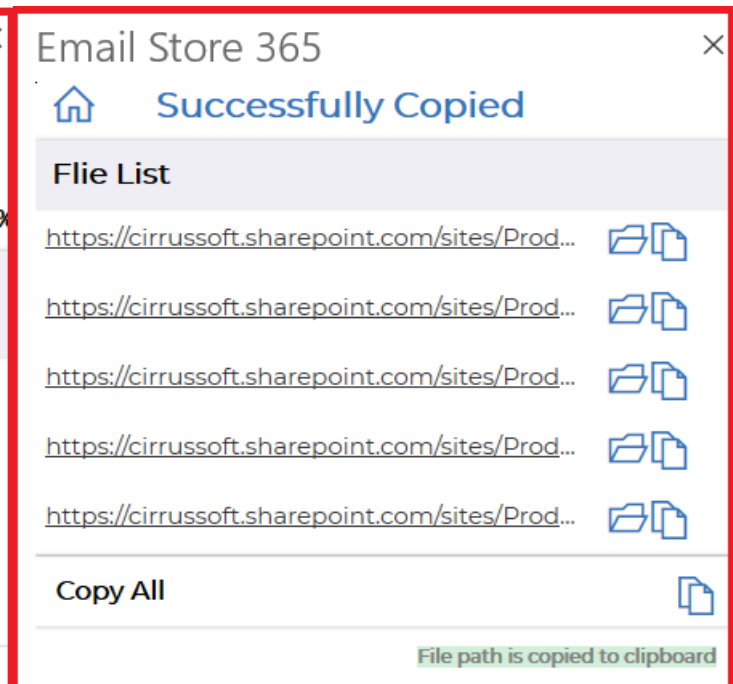 Email Store 365
Successfully Copied
Flie List
https://cirrussoft.sharepoint.com/sites/Prod...
https://cirrussoft.sharepoint.com/sites/Prod...
https://cirrussoft.sharepoint.com/sites/Prod...
https://cirrussoft.sharepoint.com/sites/Prod...
https://cirrussoft.sharepoint.com/sites/Prod...
Copy All
File path is copied to clipboard